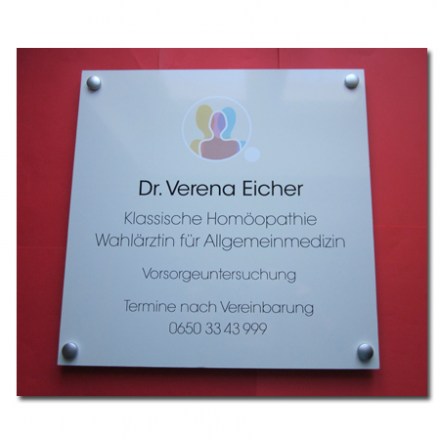 Dr. Verena Eicher
Klassische Homöopathie
Wahlärztin für Allgemeinmedizin
Vorsorgeuntersuchung
Termine nach Vereinbarung
0650 33 43 999